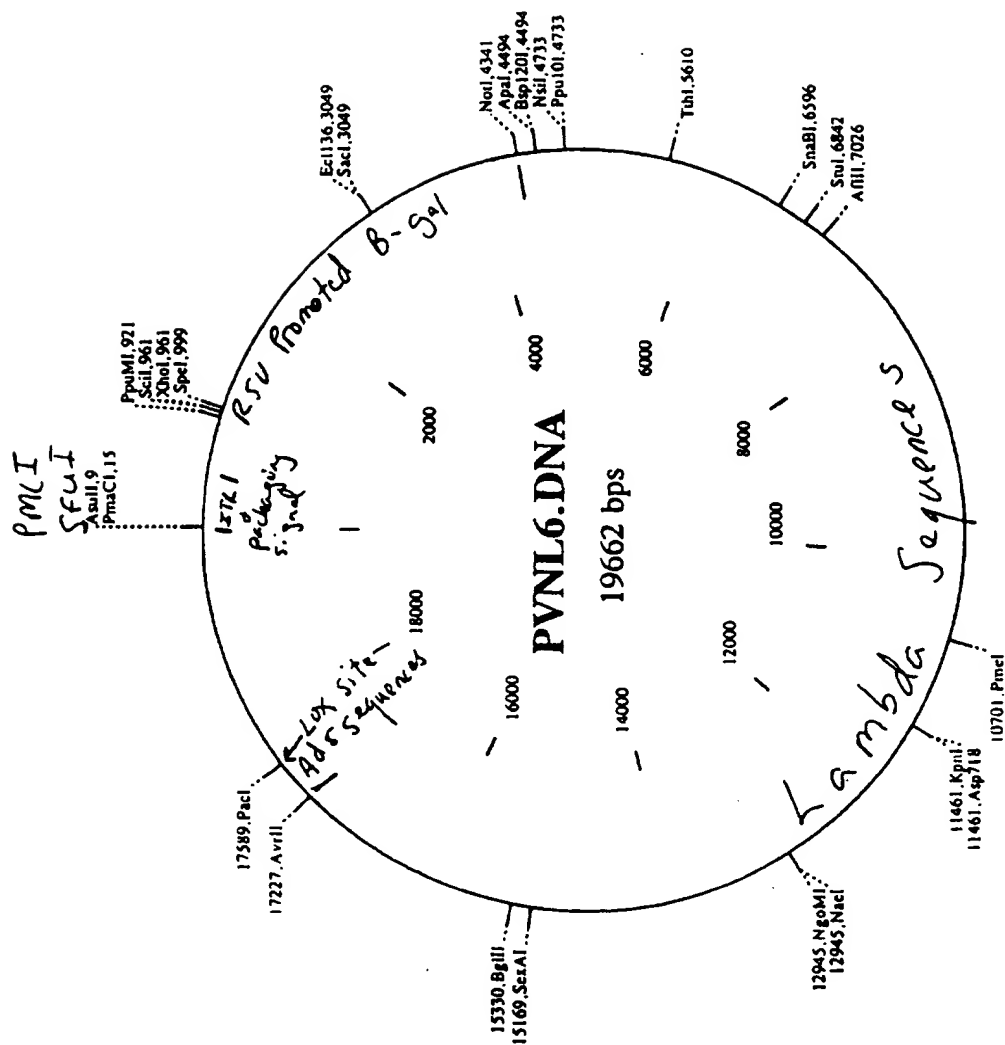 PMCI
SFUI
AsuII,9
PmaCI,15
PpuMI,921
SciI,961
XhoI,961
SpeI,999
Ecl136,3049
SacI,3049
NotI,4341
ApaI,4494
Bsp120I,4494
NsiI,4733
Ppu10I,4733
TthI,5610
SnaBI,6596
StuI,6842
AflII,7026
10701,PmeI
11461,KpnI
11461,Asp718
12945,NgoMI
12945,NaeI
15169,SexAI
15330,BglII
17227,AvrII
17589,PacI
packaging
signal
RSV Promoted B-gal
Lambda Sequences
LOX Site
Ad5 Sequences
2000
4000
6000
8000
10000
12000
14000
16000
18000
PVNL6.DNA
19662 bps